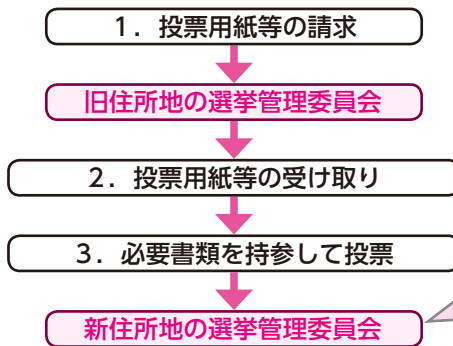 1．投票用紙等の請求
旧住所地の選挙管理委員会
2．投票用紙等の受け取り
3．必要書類を持参して投票
新住所地の選挙管理委員会